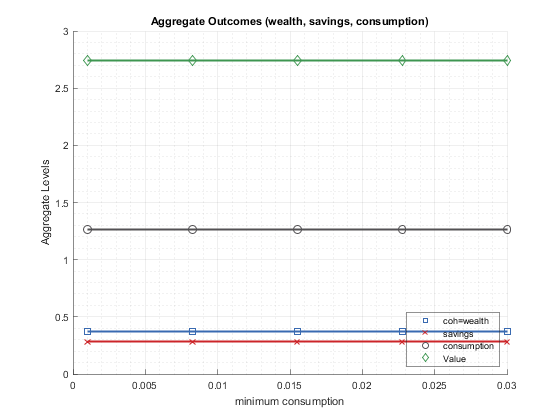 Aggregate Outcomes (wealth, savings, consumption)
3
2.5
2
1.5
1
0.5
0
Aggregate Levels
coh=wealth
savings
consumption
Value
0 0.005 0.01 0.015 0.02 0.025 0.03
minimum consumption